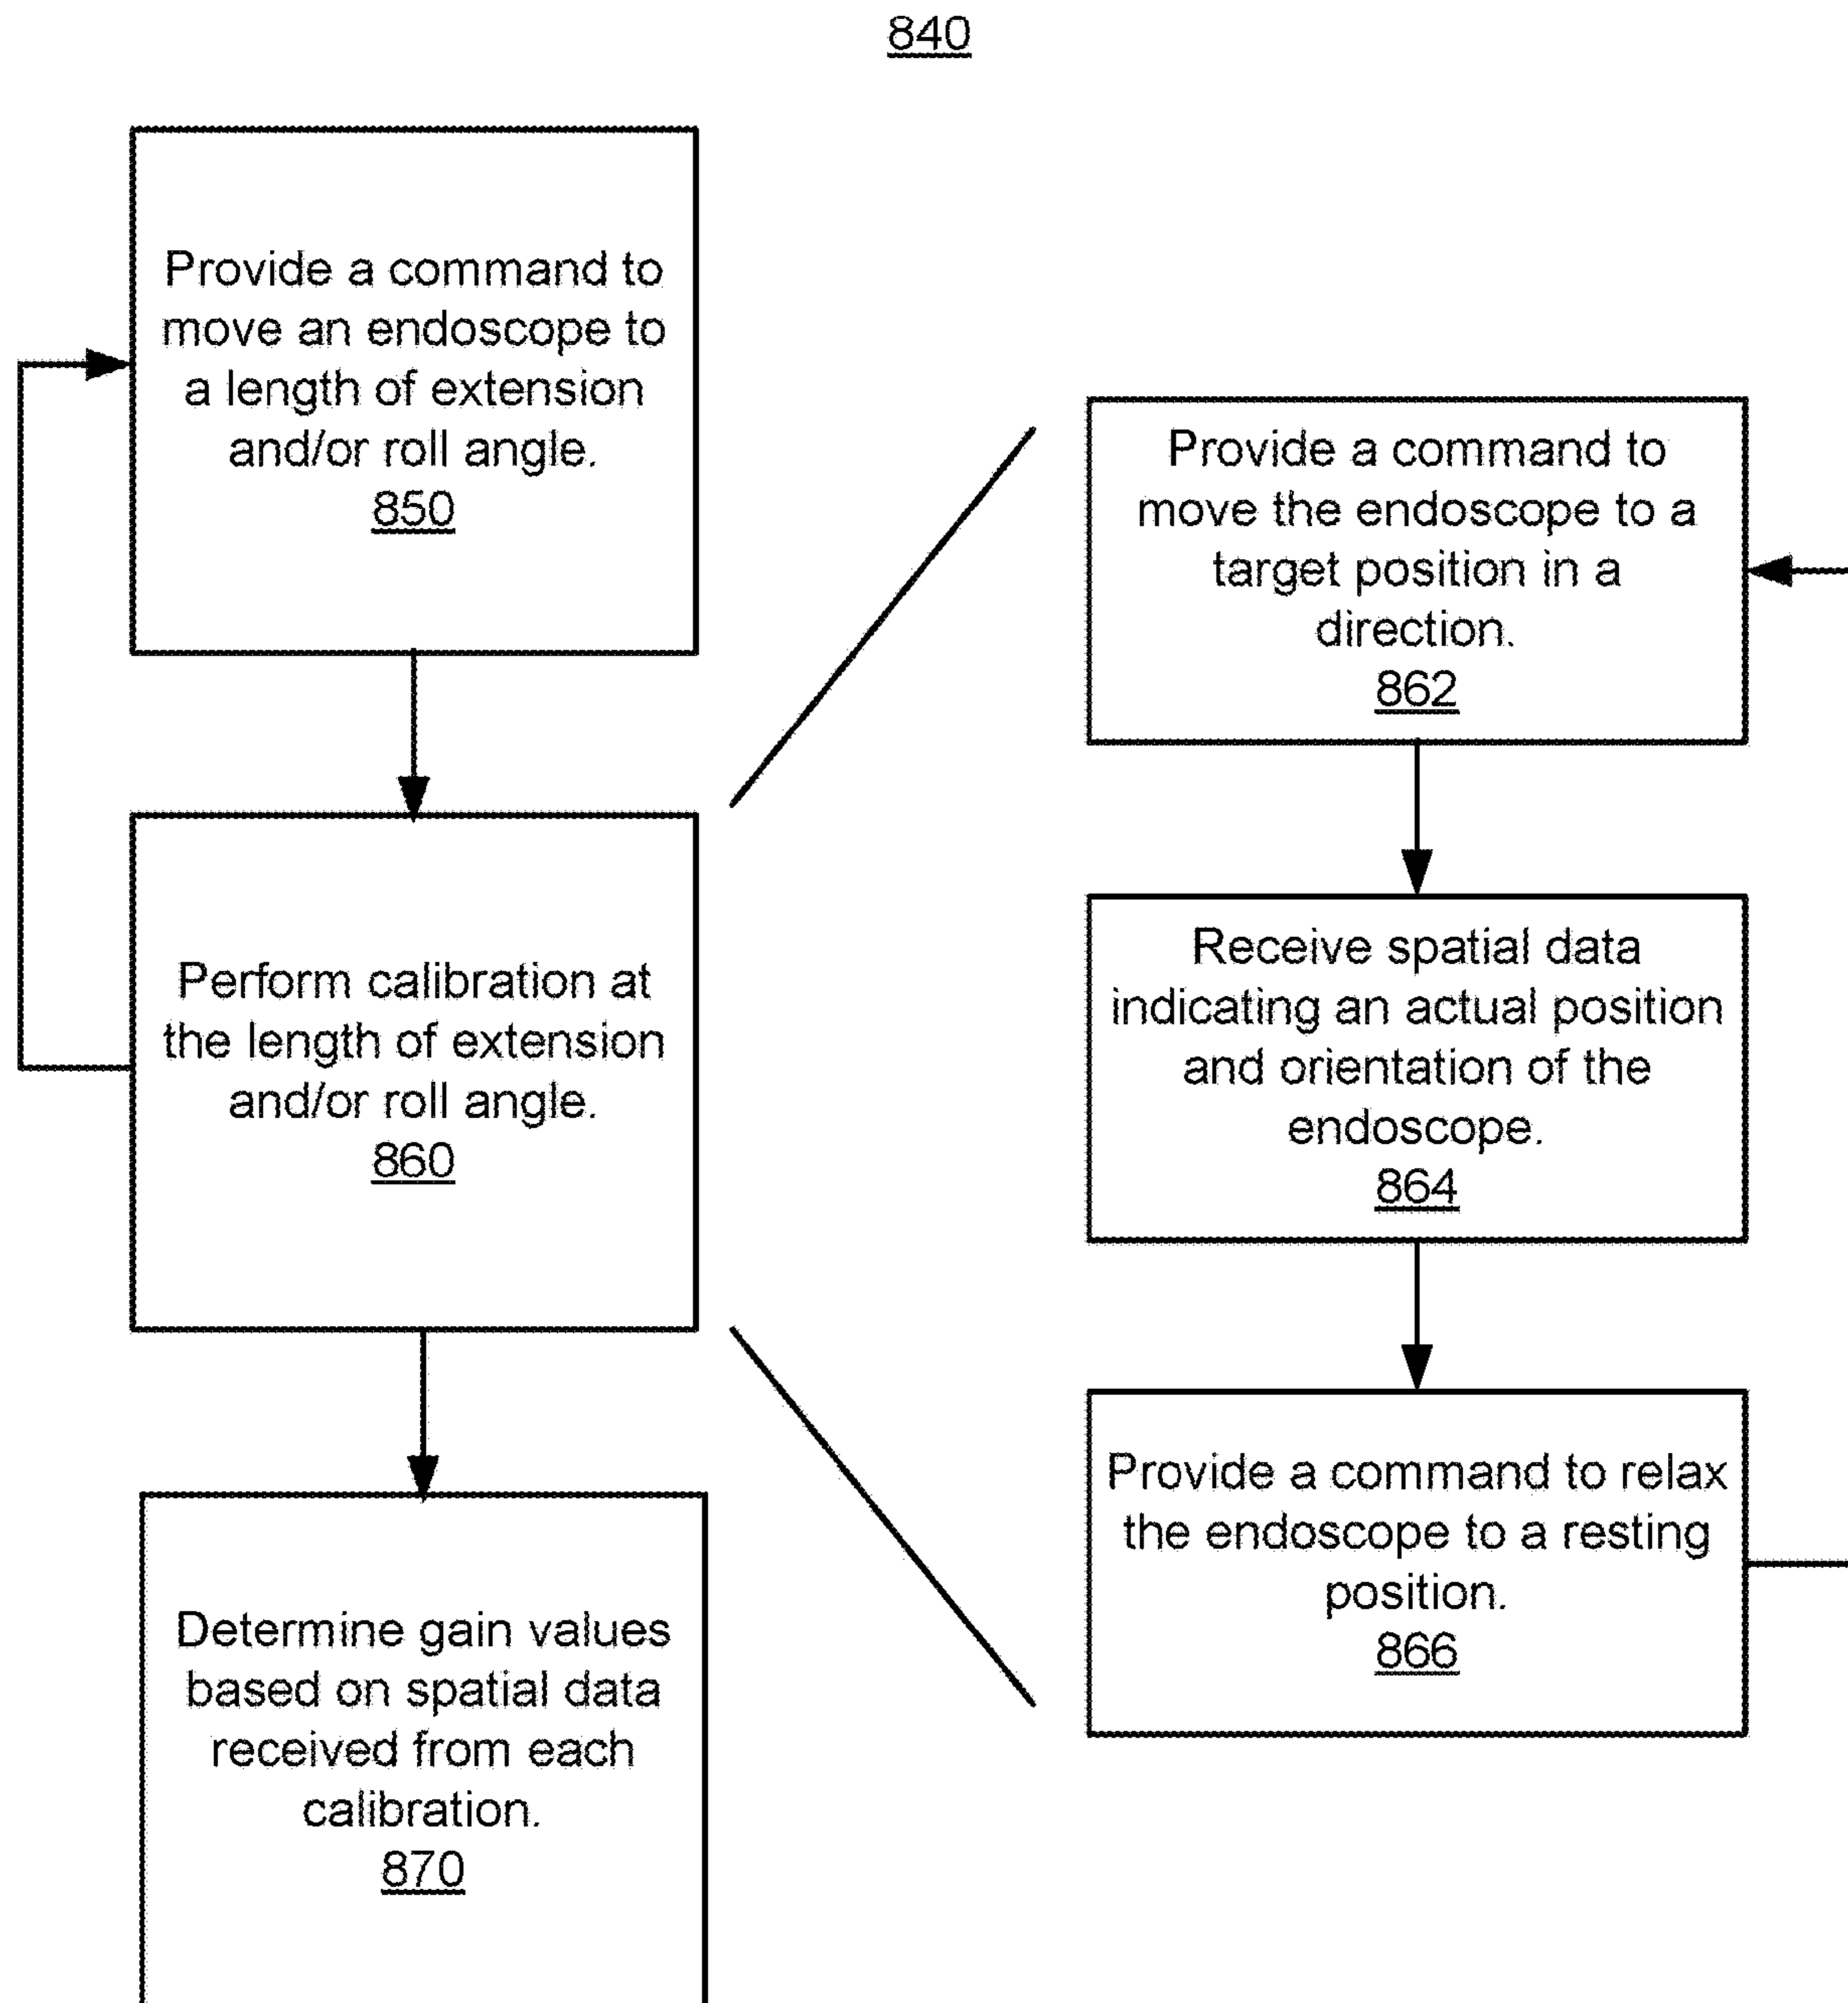 840
Provide a command to
move an endoscope to
a length of extension
and/or roll angle.
850
Perform calibration at
the length of extension
and/or roll angle.
860
Determine gain values
based on spatial data
received from each
calibration.
870
Provide a command to
move the endoscope to a
target position in a
direction.
862
Receive spatial data
indicating an actual position
and orientation of the
endoscope.
864
Provide a command to relax
the endoscope to a resting
position.
866